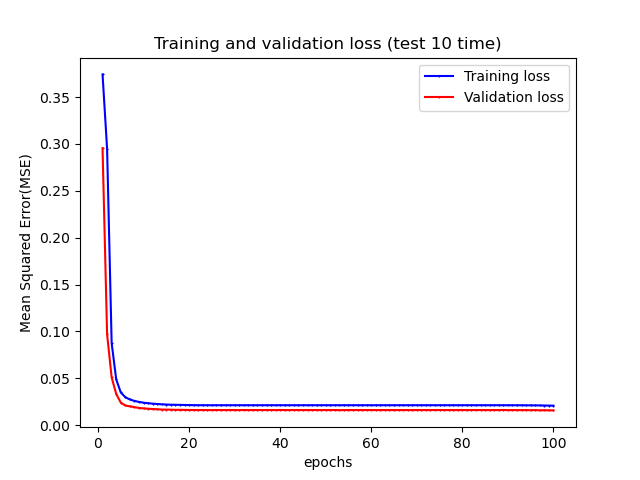 Training and validation loss (test 10 time)
Training loss
Validation loss
Mean Squared Error(MSE)
0.35
0.30
0.25
0.20
0.15
0.10
0.05
0.00
0 20 40 60 80 100
epochs